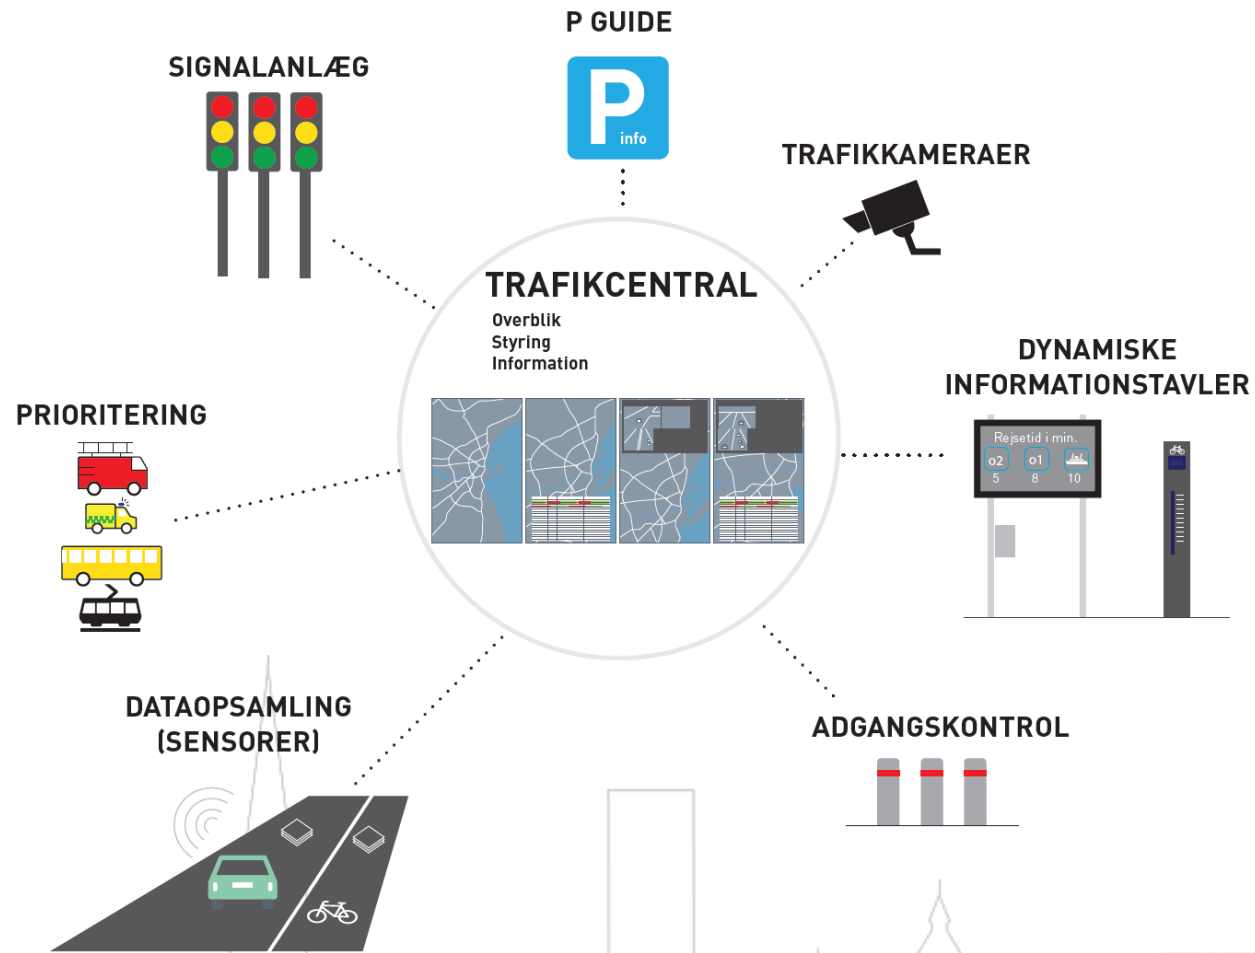 P GUIDE
P
info
SIGNALANLÆG
TRAFIKKAMERAER
TRAFIKCENTRAL
Overblik
Styring
Information
DYNAMISKE
INFORMATIONSTAVLER
Rejsetid i min.
o2 o1
5 8 10
PRIORITERING
DATAOPSAMLING
(SENSORER)
ADGANGSKONTROL